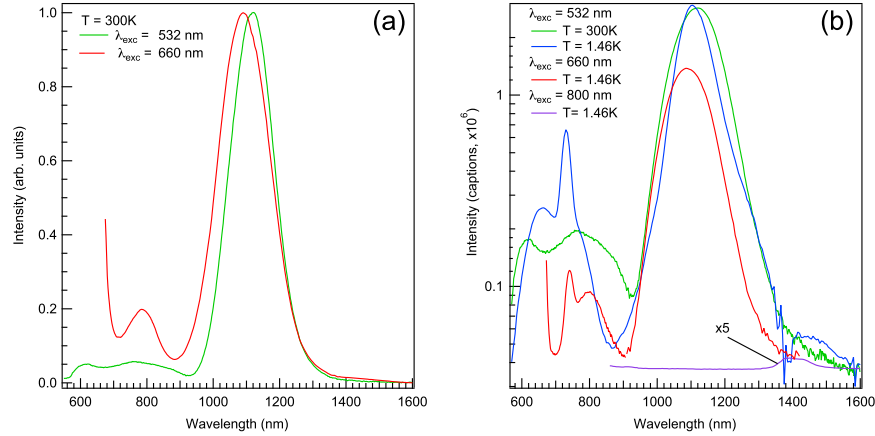 (a)
T = 300K
λexc = 532 nm
λexc = 660 nm
Intensity (arb. units)
1.0
0.8
0.6
0.4
0.2
0.0
600 800 1000 1200 1400 1600
Wavelength (nm)
(b)
λexc = 532 nm
T = 300K
T = 1.46K
λexc = 660 nm
T = 1.46K
λexc = 800 nm
T= 1.46K
Intensity (captions, x10⁶)
1
0.1
x5
600 800 1000 1200 1400 1600
Wavelength (nm)